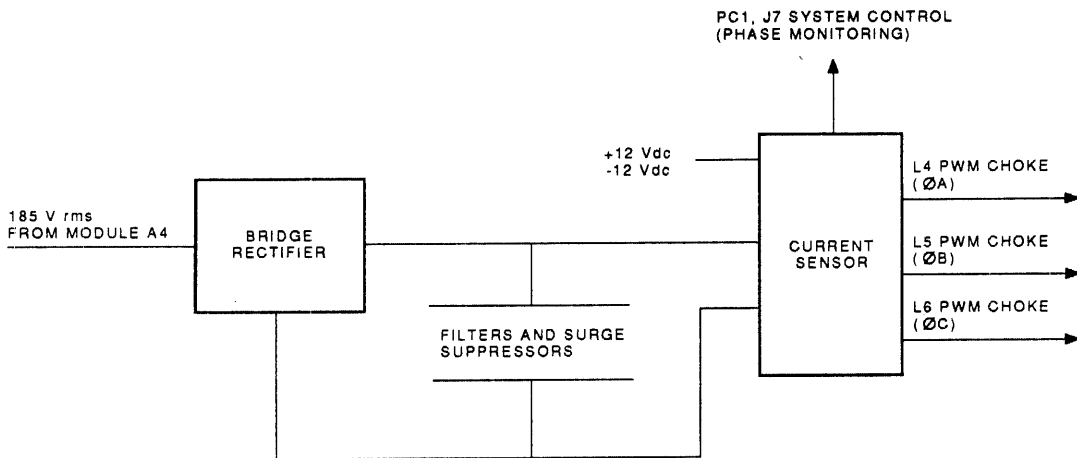 PC1, J7 SYSTEM CONTROL
(PHASE MONITORING)
+12 Vdc
-12 Vdc
L4 PWM CHOKE
(ØA)
185 V rms
FROM MODULE A4
BRIDGE
RECTIFIER
CURRENT
SENSOR
L5 PWM CHOKE
(ØB)
L6 PWM CHOKE
(ØC)
FILTERS AND SURGE
SUPPRESSORS